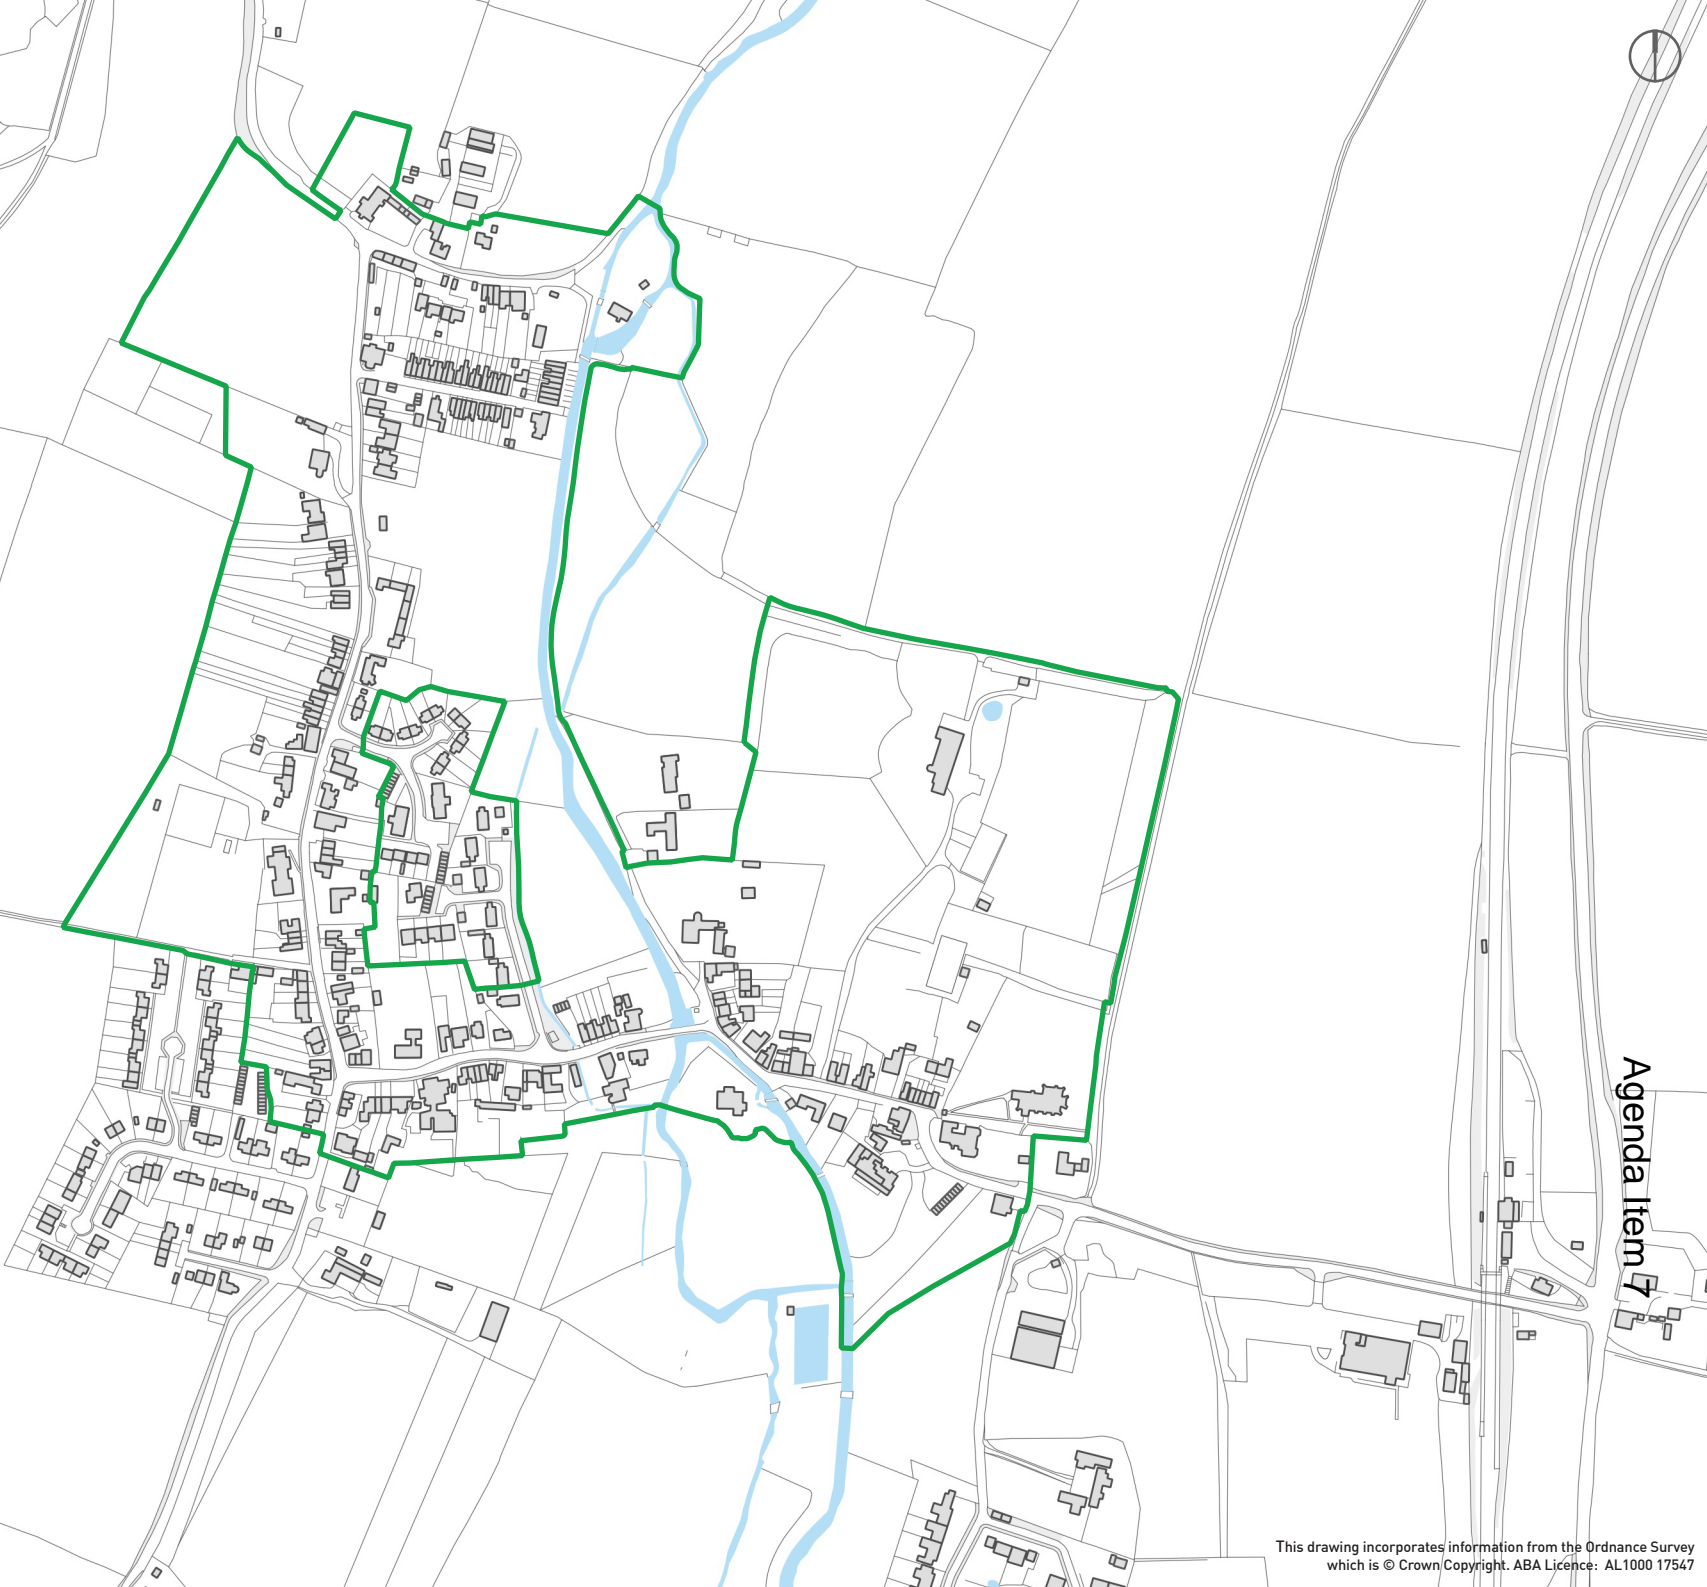 Agenda Item 7
This drawing incorporates information from the Ordnance Survey
which is © Crown Copyright. ABA Licence: AL1000 17547